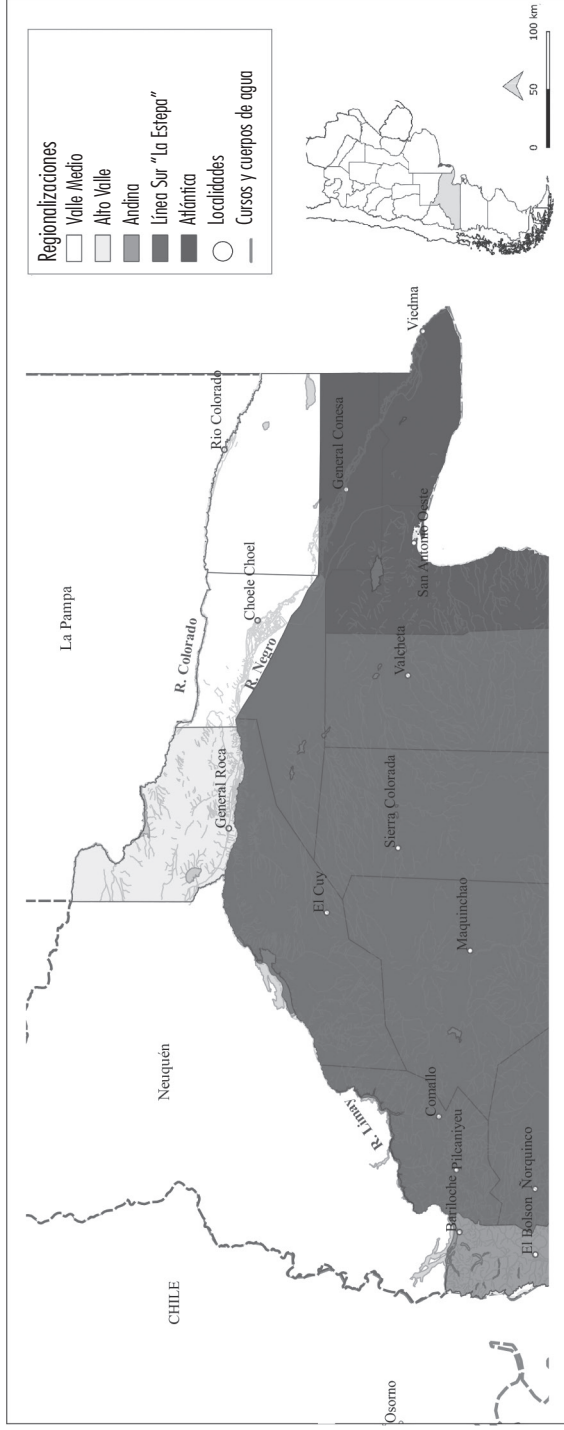 Regionalizaciones
Valle Medio
Alto Valle
Andina
Línea Sur "La Estepa"
Atlántica
Localidades
Cursos y cuerpos de agua
0 50 100 km
La Pampa
Neuquén
CHILE
Osorno
R. Colorado
R. Negro
R. Limay
Rio Colorado
Choele Choel
General Roca
General Conesa
Viedma
San Antonio Oeste
Valcheta
Sierra Colorada
El Cuy
Maquinchao
Comallo
Pilcaniyeu
Bariloche
Ñorquinco
El Bolson